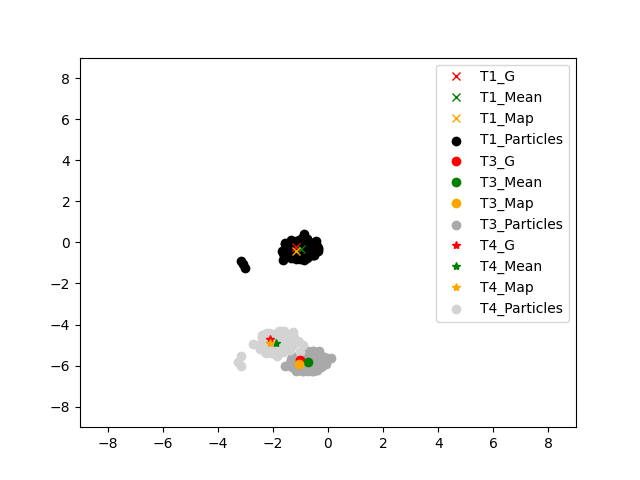 8
6
4
2
0
−2
−4
−6
−8
−8 −6 −4 −2 0 2 4 6 8
T1_G
T1_Mean
T1_Map
T1_Particles
T3_G
T3_Mean
T3_Map
T3_Particles
T4_G
T4_Mean
T4_Map
T4_Particles